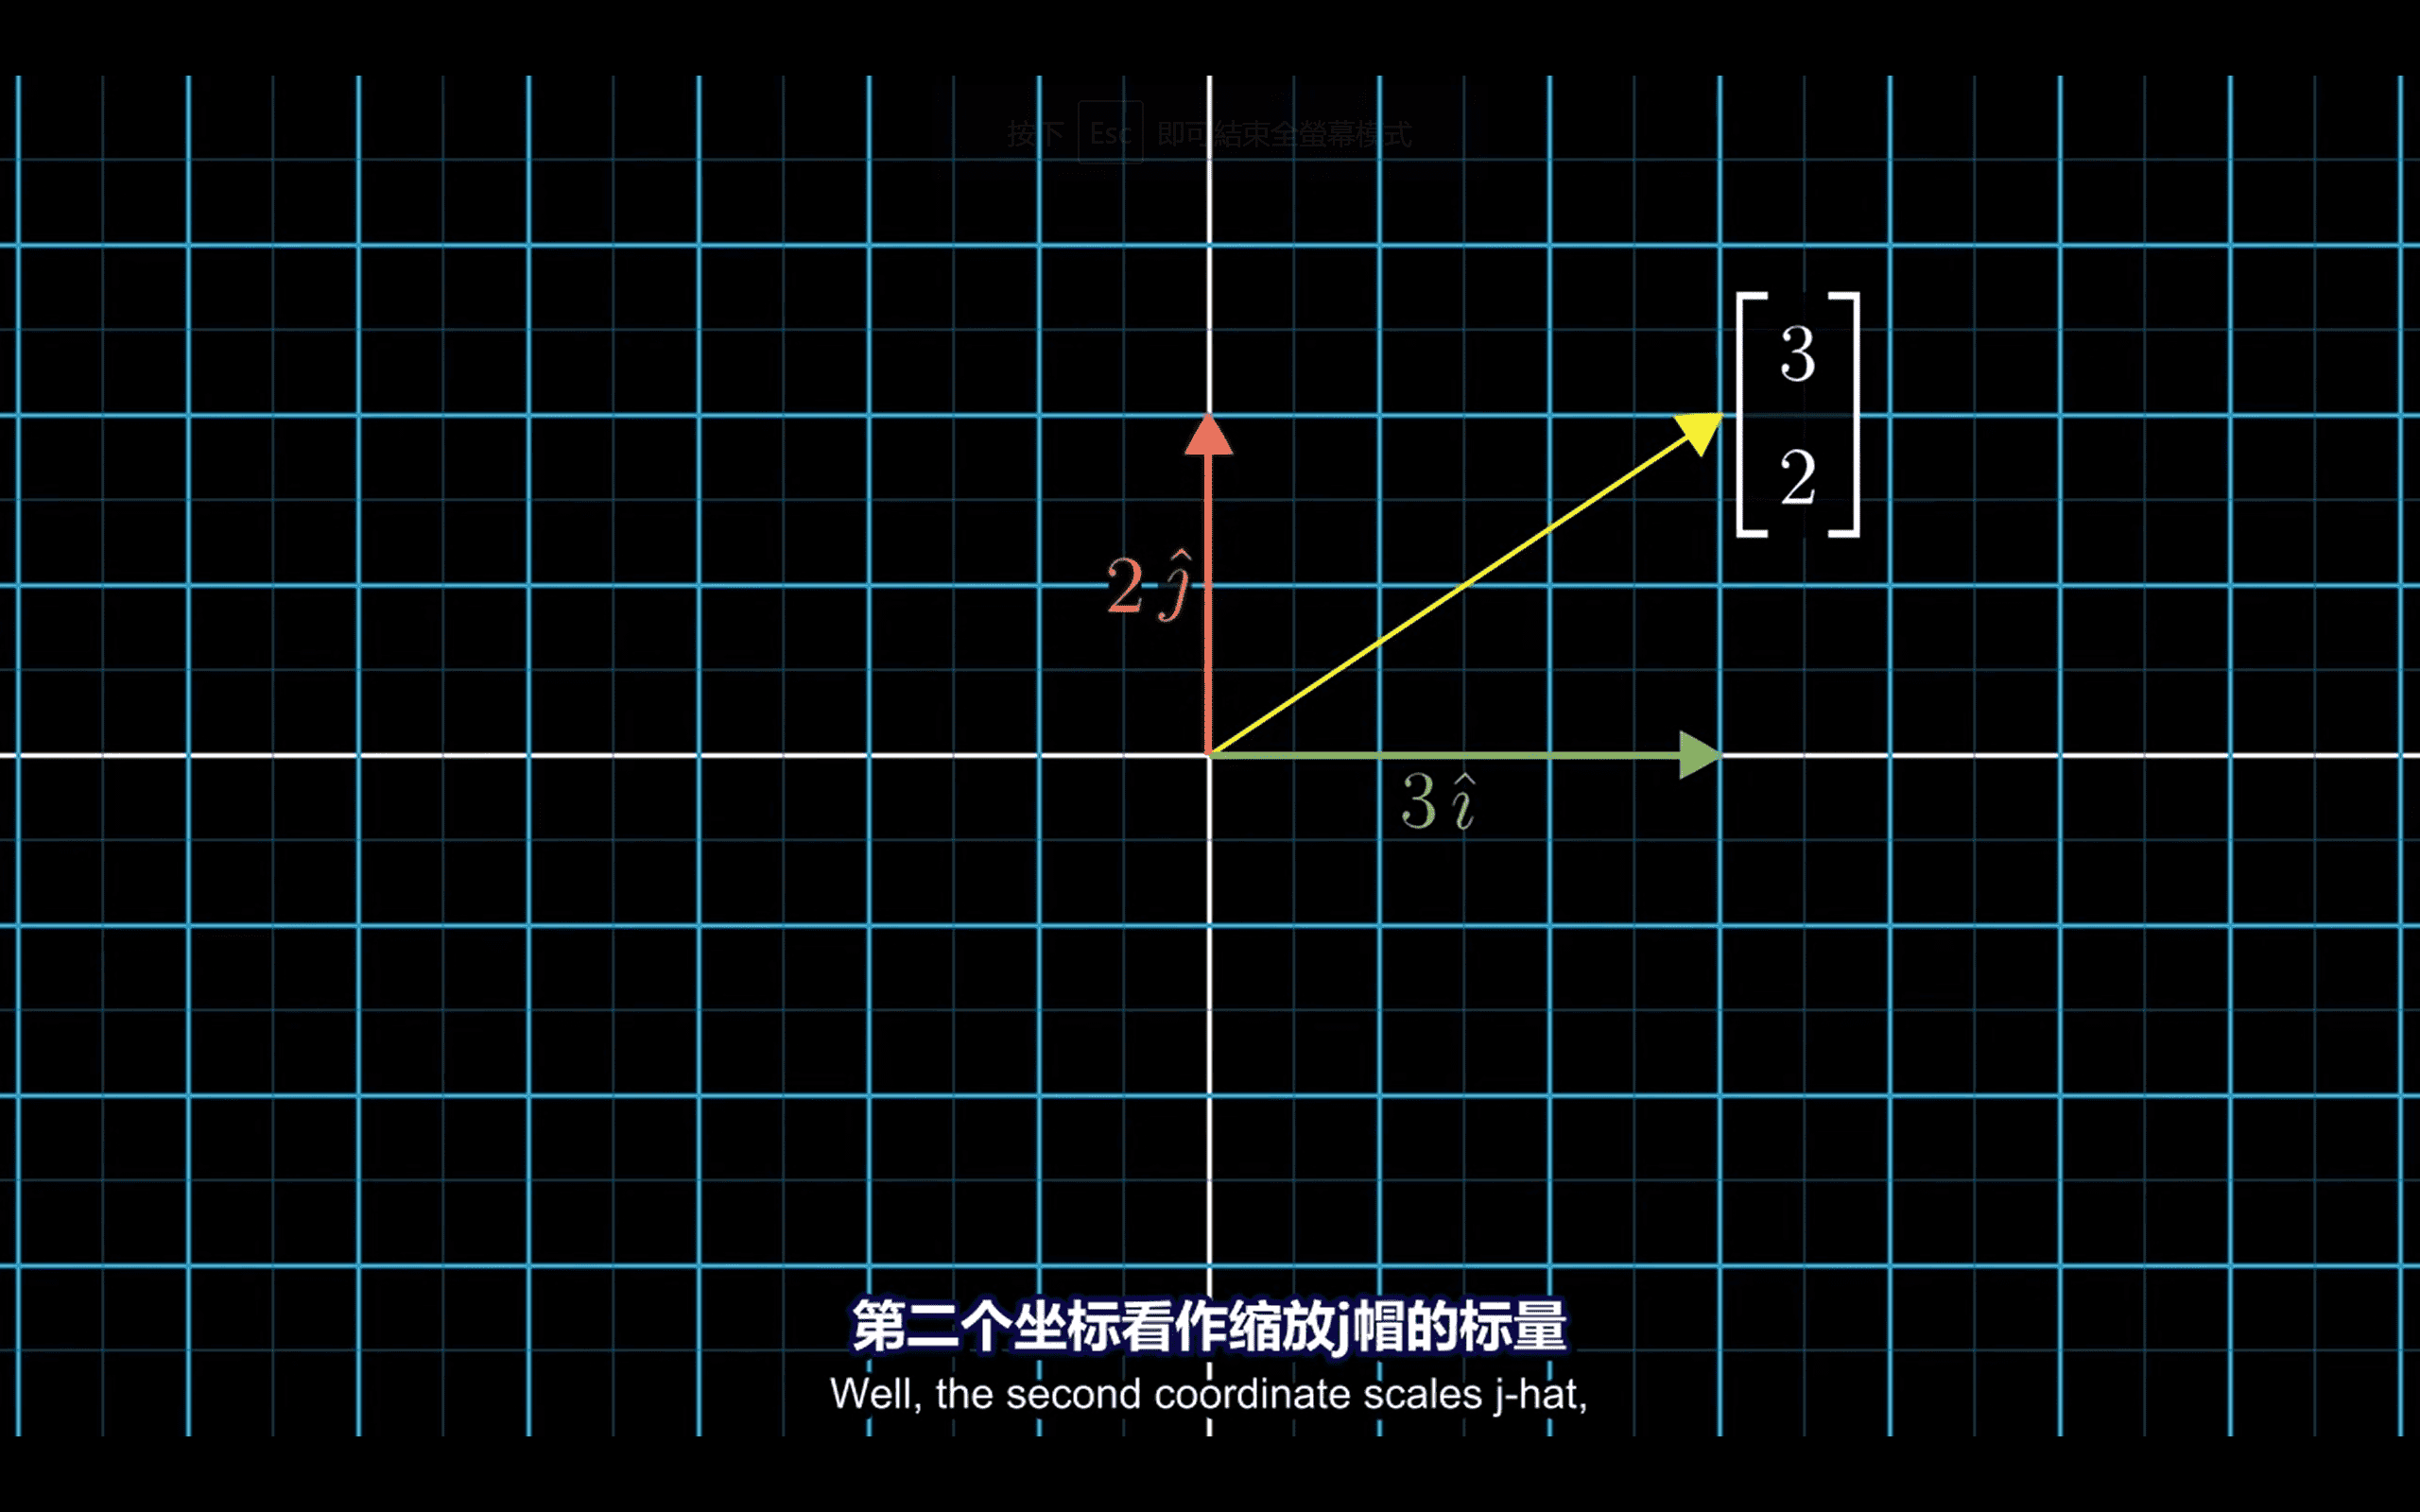 按下 Esc 即可結束全螢幕模式
3
2
2 ĵ
3 î
第二个坐标看作缩放j帽的标量
Well, the second coordinate scales j-hat,